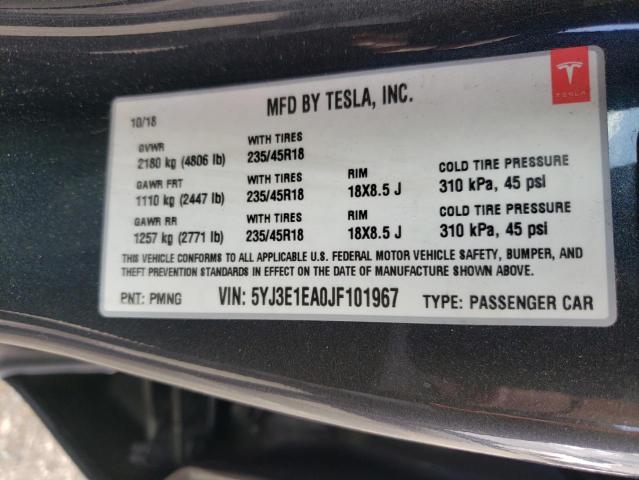 MFD BY TESLA, INC.
TESLA
10/18
GVWR
2180 kg (4806 lb)
WITH TIRES
235/45R18
GAWR FRT
1110 kg (2447 lb)
WITH TIRES
235/45R18
RIM
18X8.5 J
COLD TIRE PRESSURE
310 kPa, 45 psi
GAWR RR
1257 kg (2771 lb)
WITH TIRES
235/45R18
RIM
18X8.5 J
COLD TIRE PRESSURE
310 kPa, 45 psi
THIS VEHICLE CONFORMS TO ALL APPLICABLE U.S. FEDERAL MOTOR VEHICLE SAFETY, BUMPER, AND
THEFT PREVENTION STANDARDS IN EFFECT ON THE DATE OF MANUFACTURE SHOWN ABOVE.
PNT: PMNG
VIN: 5YJ3E1EA0JF101967
TYPE: PASSENGER CAR